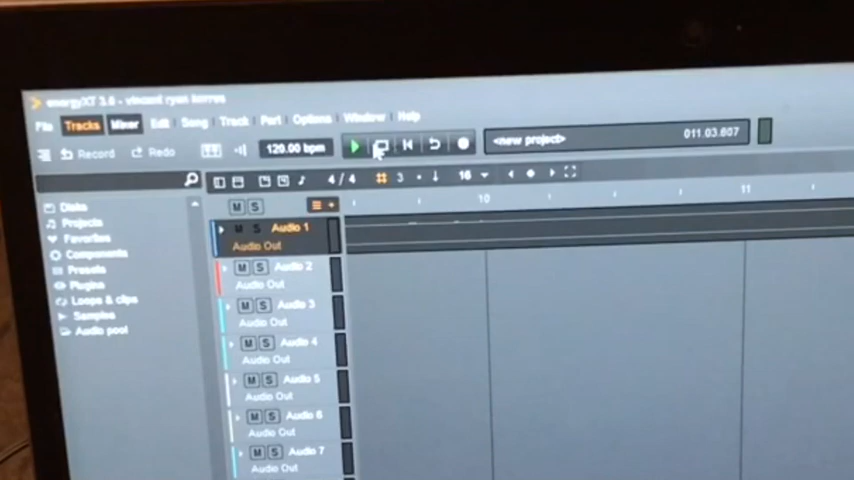 energyXT 3.0 - vincent ryan torres
File Tracks Mixer Edit Song Track Part Options Window Help
Record Redo 120.00 bpm <new project> 011.03.607
4 / 4 3 16
M S 10 11
Disks
Projects
Favorites
Components
Presets
Plugins
Loops & clips
Samples
Audio pool
M S Audio 1
Audio Out
M S Audio 2
Audio Out
M S Audio 3
Audio Out
M S Audio 4
Audio Out
M S Audio 5
Audio Out
M S Audio 6
Audio Out
M S Audio 7
Audio Out